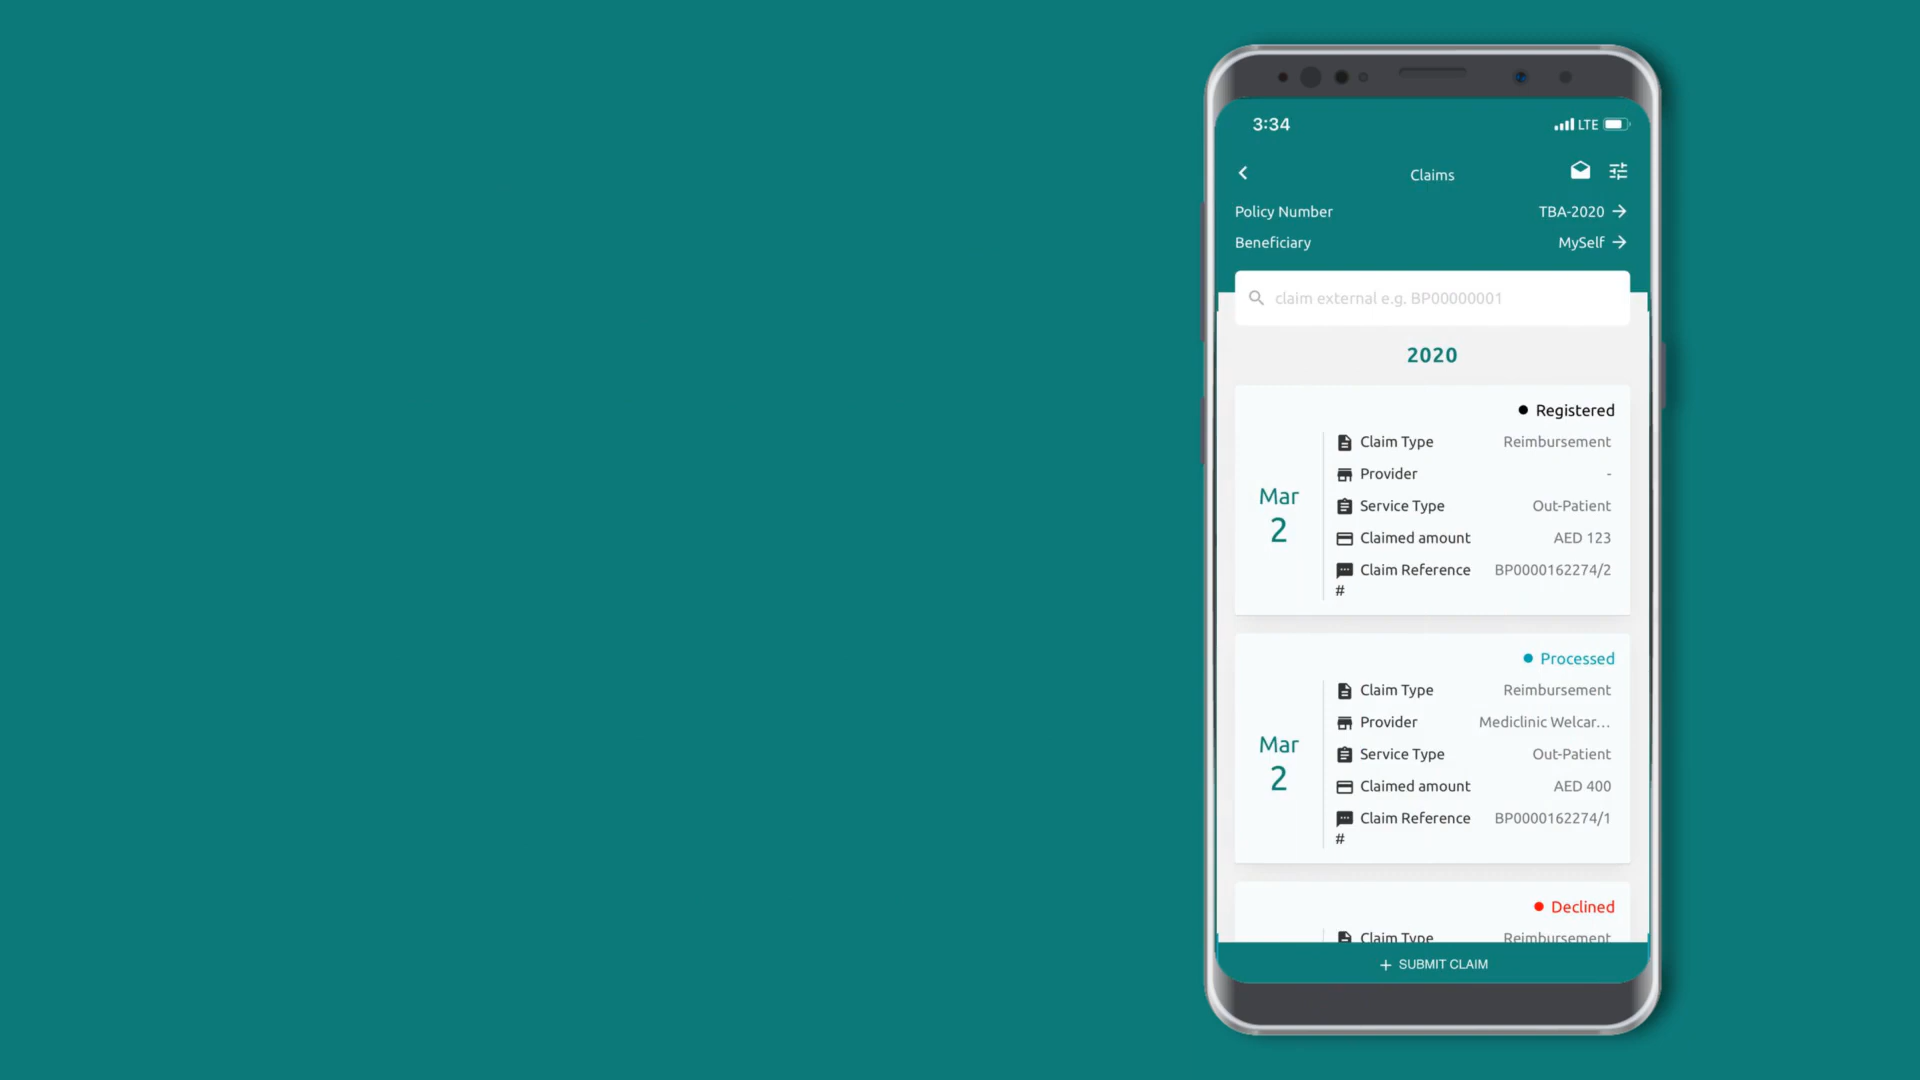 3:34 LTE
Claims
Policy Number TBA-2020
Beneficiary MySelf
claim external e.g. BP00000001
2020
Registered
Claim Type Reimbursement
Provider -
Mar
Service Type Out-Patient
2
Claimed amount AED 123
Claim Reference BP0000162274/2
#
Processed
Claim Type Reimbursement
Provider Mediclinic Welcar...
Mar
Service Type Out-Patient
2
Claimed amount AED 400
Claim Reference BP0000162274/1
#
Declined
Claim Type Reimbursement
+ SUBMIT CLAIM